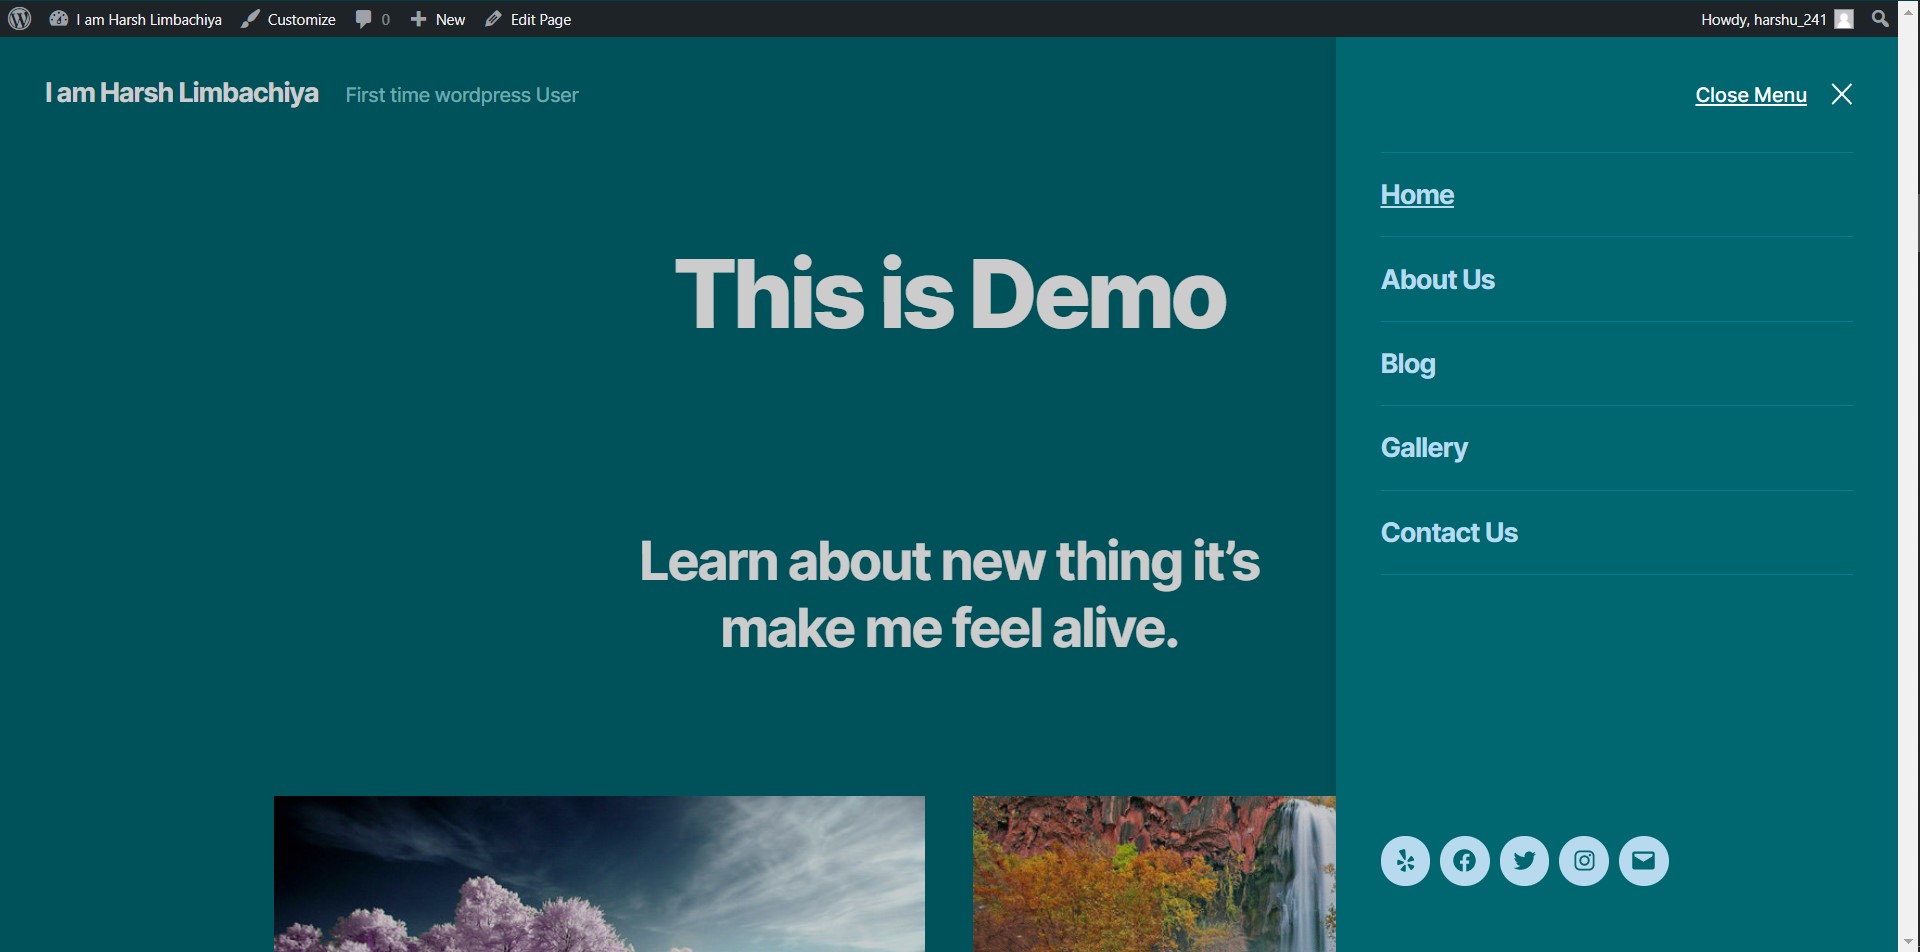 I am Harsh Limbachiya Customize 0 New Edit Page Howdy, harshu_241
I am Harsh Limbachiya First time wordpress User
Close Menu
Home
About Us
Blog
Gallery
Contact Us
This is Demo
Learn about new thing it’s
make me feel alive.